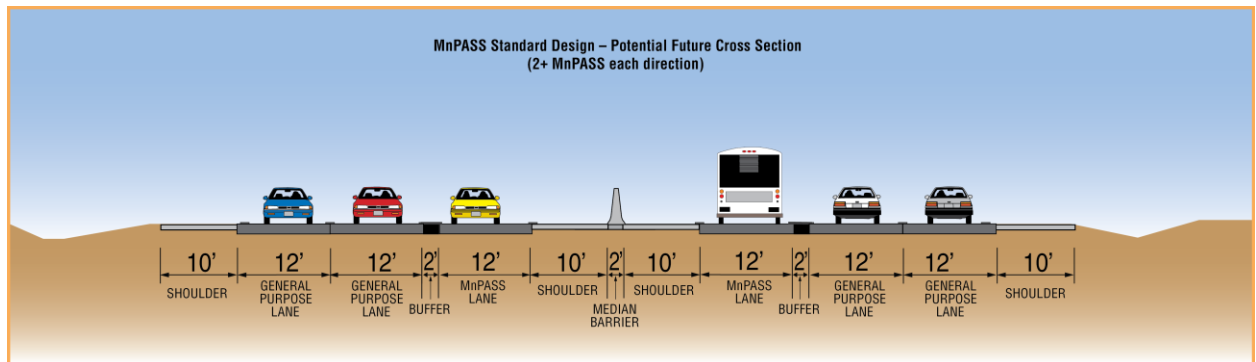 MnPASS Standard Design – Potential Future Cross Section
(2+ MnPASS each direction)
10' 12' 12' 2' 12' 10' 2' 10' 12' 2' 12' 12' 10'
SHOULDER
GENERAL
PURPOSE
LANE
GENERAL
PURPOSE
LANE
BUFFER
MnPASS
LANE
SHOULDER
MEDIAN
BARRIER
SHOULDER
MnPASS
LANE
BUFFER
GENERAL
PURPOSE
LANE
GENERAL
PURPOSE
LANE
SHOULDER